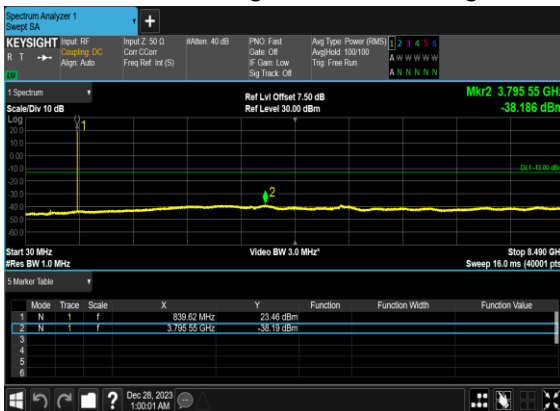 Spectrum Analyzer 1
Swept SA
+
KEYSIGHT Input: RF Input Z: 50 Ω #Atten: 40 dB PNO: Fast Avg Type: Power (RMS) 1 2 3 4 5 6
R T Coupling: DC Corr CCorr Gate: Off Avg|Hold: 100/100 A W W W W W
Align: Auto Freq Ref: Int (S) IF Gain: Low Trig: Free Run
LV Sig Track: Off A N N N N N
1 Spectrum Ref Lvl Offset 7.50 dB Mkr2 3.795 55 GHz
Scale/Div 10 dB Ref Level 30.00 dBm -38.186 dBm
Log
20.0 1
10.0
0.00
-10.0 DL1 -13.00 dBm
-20.0
-30.0 2
-40.0
-50.0
-60.0
Start 30 MHz Video BW 3.0 MHz* Stop 8.490 GHz
#Res BW 1.0 MHz Sweep 16.0 ms (40001 pts)
5 Marker Table
Mode Trace Scale X Y Function Function Width Function Value
1 N 1 f 839.62 MHz 23.46 dBm
2 N 1 f 3.795 55 GHz -38.19 dBm
3
4
5
6
? Dec 28, 2023
1:00:01 AM